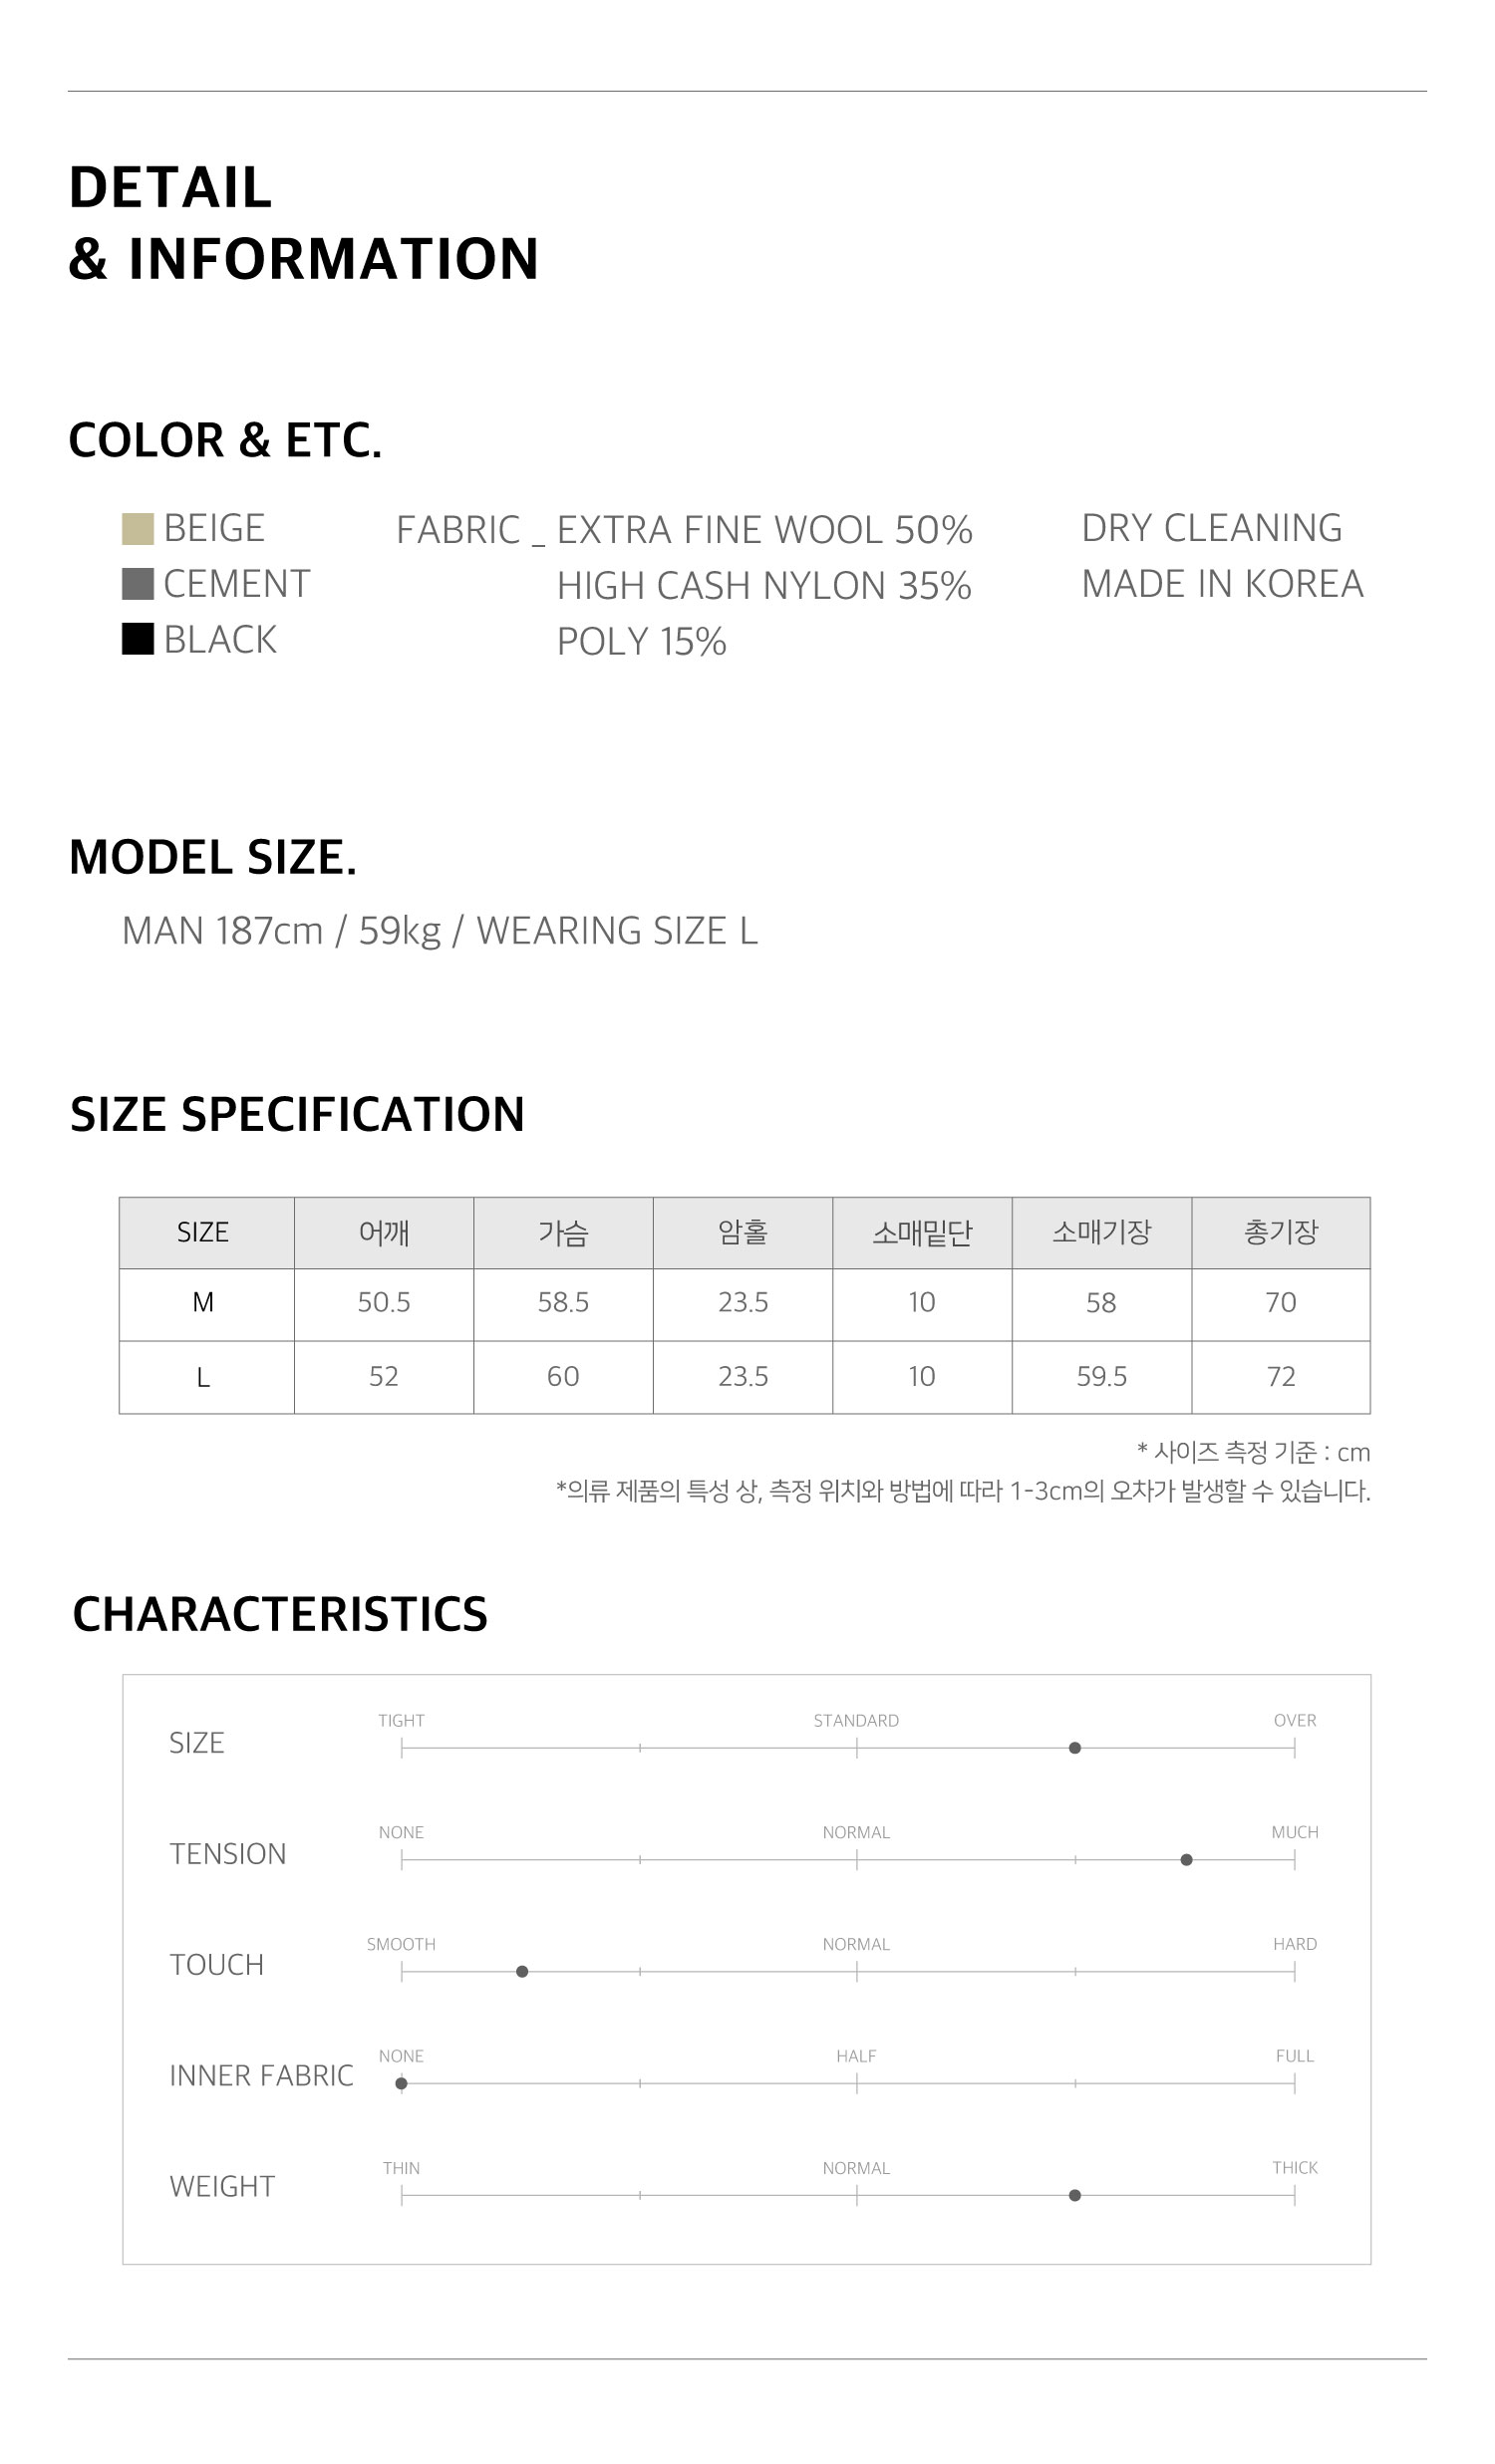 DETAIL
& INFORMATION
COLOR & ETC.
BEIGE
CEMENT
BLACK
FABRIC _ EXTRA FINE WOOL 50%
HIGH CASH NYLON 35%
POLY 15%
DRY CLEANING
MADE IN KOREA
MODEL SIZE.
MAN 187cm / 59kg / WEARING SIZE L
SIZE SPECIFICATION
SIZE 어깨 가슴 암홀 소매밑단 소매기장 총기장
M 50.5 58.5 23.5 10 58 70
L 52 60 23.5 10 59.5 72
* 사이즈 측정 기준 : cm
*의류 제품의 특성 상, 측정 위치와 방법에 따라 1-3cm의 오차가 발생할 수 있습니다.
CHARACTERISTICS
SIZE TIGHT STANDARD OVER
TENSION NONE NORMAL MUCH
TOUCH SMOOTH NORMAL HARD
INNER FABRIC NONE HALF FULL
WEIGHT THIN NORMAL THICK